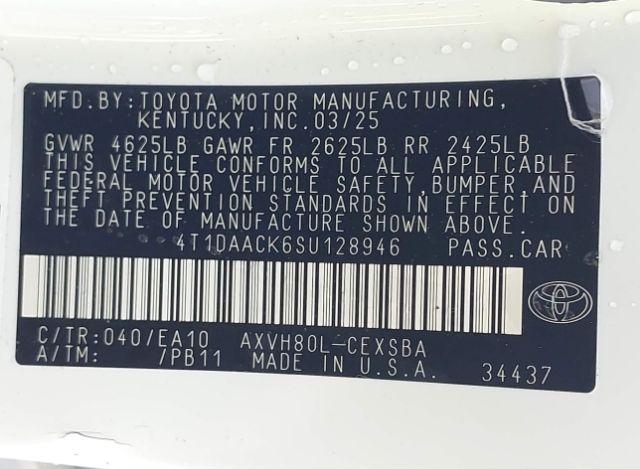 MFD. BY: TOYOTA MOTOR MANUFACTURING,
KENTUCKY, INC. 03/25
GVWR 4625LB GAWR FR 2625LB RR 2425LB
THIS VEHICLE CONFORMS TO ALL APPLICABLE
FEDERAL MOTOR VEHICLE SAFETY, BUMPER, AND
THEFT PREVENTION STANDARDS IN EFFECT ON
THE DATE OF MANUFACTURE SHOWN ABOVE.
4T1DAACK6SU128946 PASS. CAR
C/TR: 040/EA10 AXVH80L-CEXSBA
A/TM: /PB11 MADE IN U.S.A. 34437